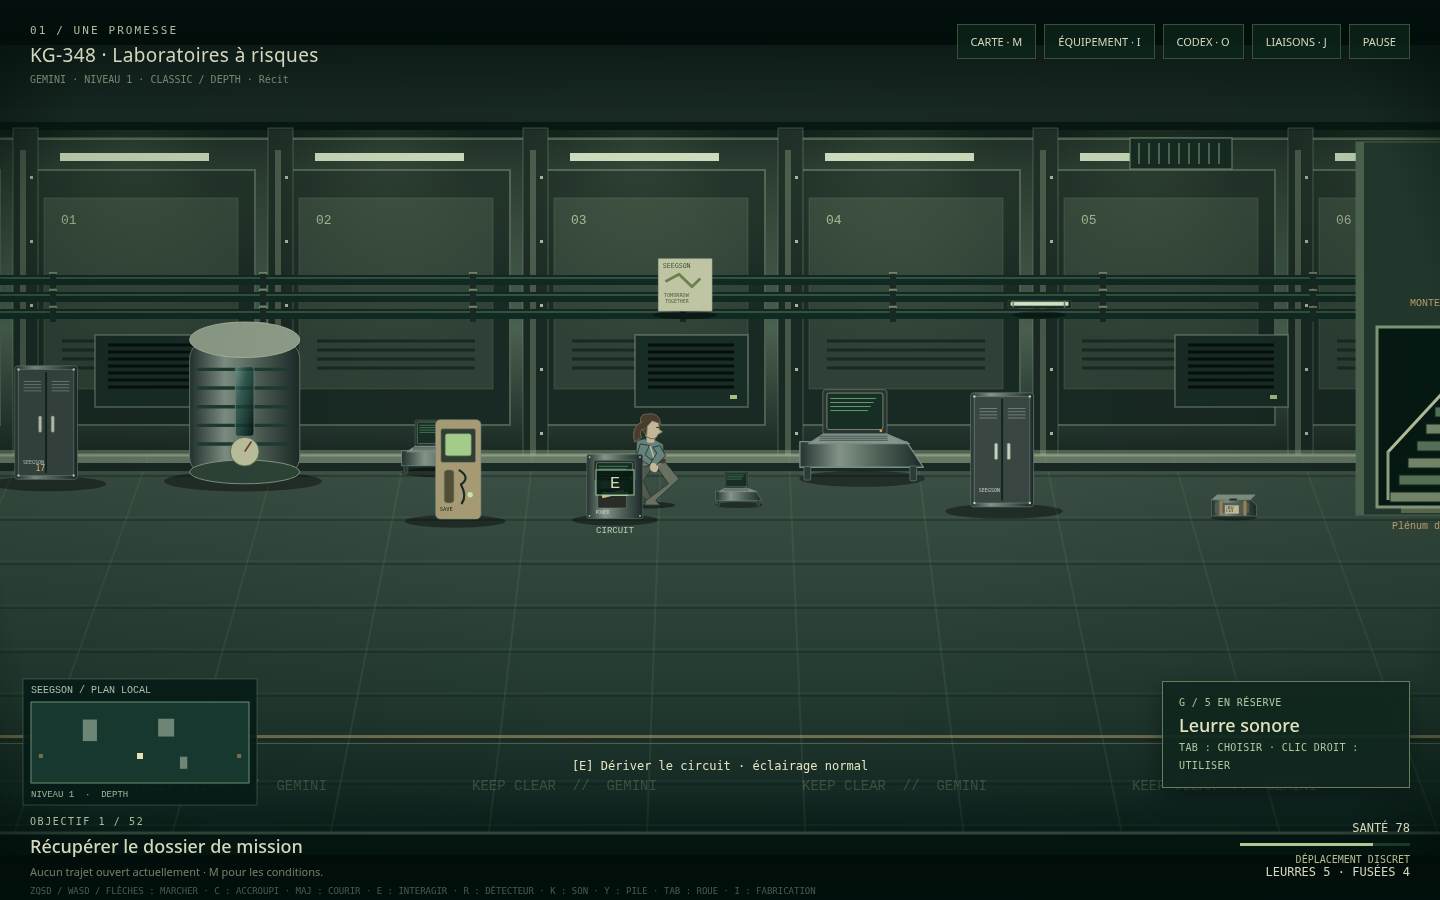 01 / UNE PROMESSE
KG-348 · Laboratoires à risques
GEMINI · NIVEAU 1 · CLASSIC / DEPTH · Récit
CARTE · M
ÉQUIPEMENT · I
CODEX · O
LIAISONS · J
PAUSE
01
02
03
04
05
06
SEEGSON
TOMORROW
TOGETHER
MONTE
SEEGSON
17
SAVE
E
POWER
CIRCUIT
SEEGSON
Plénum d
SEEGSON / PLAN LOCAL
NIVEAU 1 · DEPTH
G / 5 EN RÉSERVE
Leurre sonore
TAB : CHOISIR · CLIC DROIT :
UTILISER
[E] Dériver le circuit · éclairage normal
GEMINI
KEEP CLEAR // GEMINI
KEEP CLEAR // GEMINI
OBJECTIF 1 / 52
Récupérer le dossier de mission
Aucun trajet ouvert actuellement · M pour les conditions.
ZQSD / WASD / FLÈCHES : MARCHER · C : ACCROUPI · MAJ : COURIR · E : INTERAGIR · R : DÉTECTEUR · K : SON · Y : PILE · TAB : ROUE · I : FABRICATION
SANTÉ 78
DÉPLACEMENT DISCRET
LEURRES 5 · FUSÉES 4